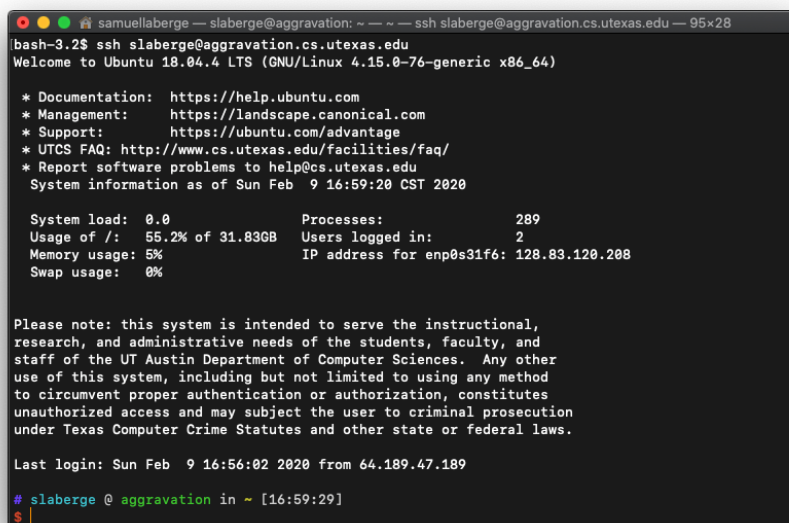 samuellaberge — slaberge@aggravation: ~ — ~ — ssh slaberge@aggravation.cs.utexas.edu — 95×28
[bash-3.2$ ssh slaberge@aggravation.cs.utexas.edu
Welcome to Ubuntu 18.04.4 LTS (GNU/Linux 4.15.0-76-generic x86_64)
* Documentation:  https://help.ubuntu.com
* Management:     https://landscape.canonical.com
* Support:        https://ubuntu.com/advantage
* UTCS FAQ: http://www.cs.utexas.edu/facilities/faq/
* Report software problems to help@cs.utexas.edu
System information as of Sun Feb  9 16:59:20 CST 2020
System load:  0.0                Processes:                289
Usage of /:   55.2% of 31.83GB   Users logged in:          2
Memory usage: 5%                 IP address for enp0s31f6: 128.83.120.208
Swap usage:   0%
Please note: this system is intended to serve the instructional,
research, and administrative needs of the students, faculty, and
staff of the UT Austin Department of Computer Sciences.  Any other
use of this system, including but not limited to using any method
to circumvent proper authentication or authorization, constitutes
unauthorized access and may subject the user to criminal prosecution
under Texas Computer Crime Statutes and other state or federal laws.
Last login: Sun Feb  9 16:56:02 2020 from 64.189.47.189
# slaberge @ aggravation in ~ [16:59:29]
$